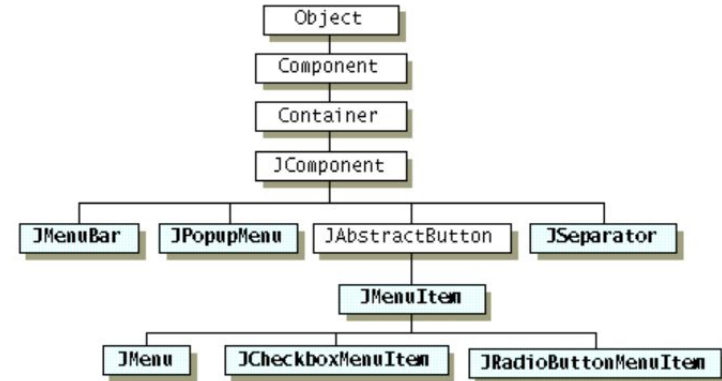 Object
Component
Container
JComponent
JMenuBar JPopupMenu JAbstractButton JSeparator
JMenuItem
JMenu JCheckboxMenuItem JRadioButtonMenuItem